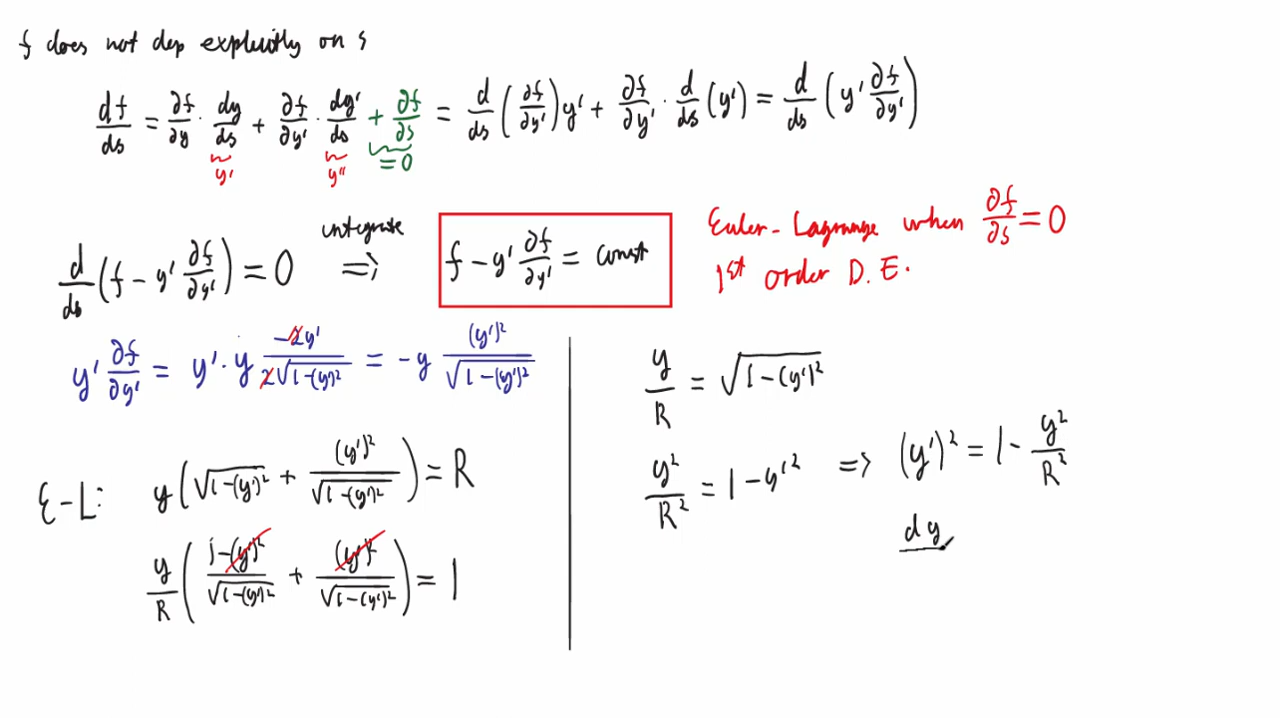 f does not dep explicitly on s
df/ds = ∂f/∂y · dy/ds + ∂f/∂y' · dy'/ds + ∂f/∂s = d/ds (∂f/∂y') y' + ∂f/∂y' · d/ds (y') = d/ds (y' ∂f/∂y')
y' y'' = 0
d/ds (f - y' ∂f/∂y') = 0 integrate ⇒ f - y' ∂f/∂y' = const
Euler-Lagrange when ∂f/∂s = 0
1st order D.E.
y' ∂f/∂y' = y' · y -2y'/2√(1-(y')²) = -y (y')²/√(1-(y')²)
E-L: y (√(1-(y')²) + (y')²/√(1-(y')²)) = R
y/R (1-(y')²/√(1-(y')²) + (y')²/√(1-(y')²)) = 1
y/R = √(1-(y')²)
y²/R² = 1 - y'² ⇒ (y')² = 1 - y²/R²
dy